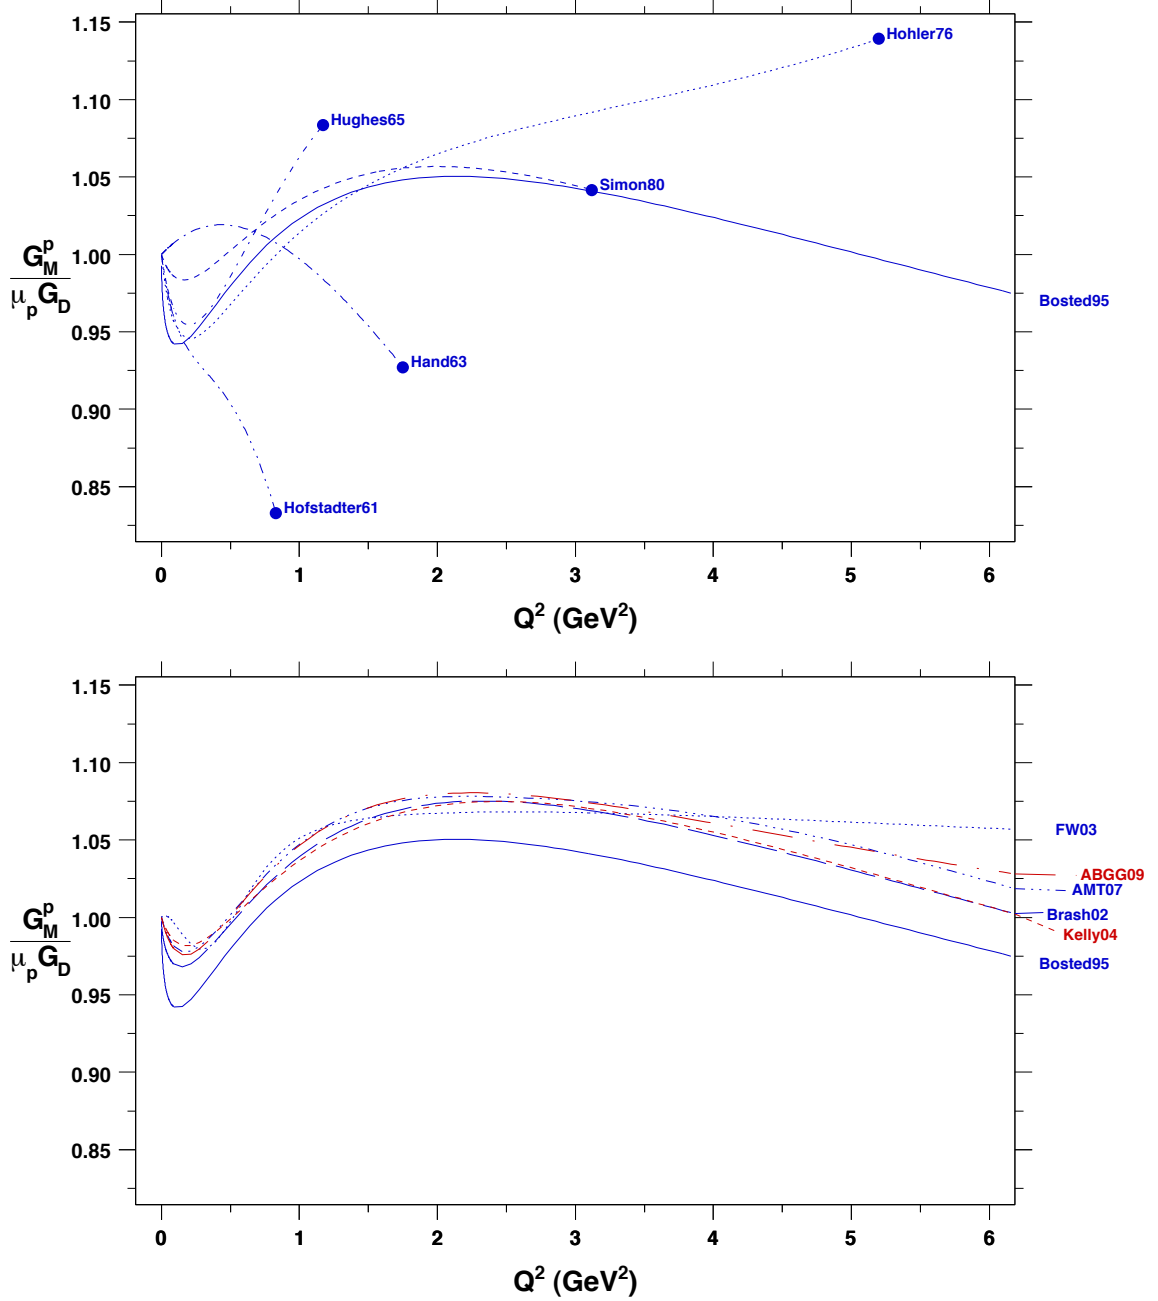 1.15
Hohler76
1.10
Hughes65
1.05
Simon80
1.00
G_M^p
μ_p G_D
Bosted95
0.95
Hand63
0.90
0.85
Hofstadter61
0 1 2 3 4 5 6
Q² (GeV²)
1.15
1.10
1.05
FW03
ABGG09
AMT07
1.00
Brash02
G_M^p
Kelly04
μ_p G_D
Bosted95
0.95
0.90
0.85
0 1 2 3 4 5 6
Q² (GeV²)